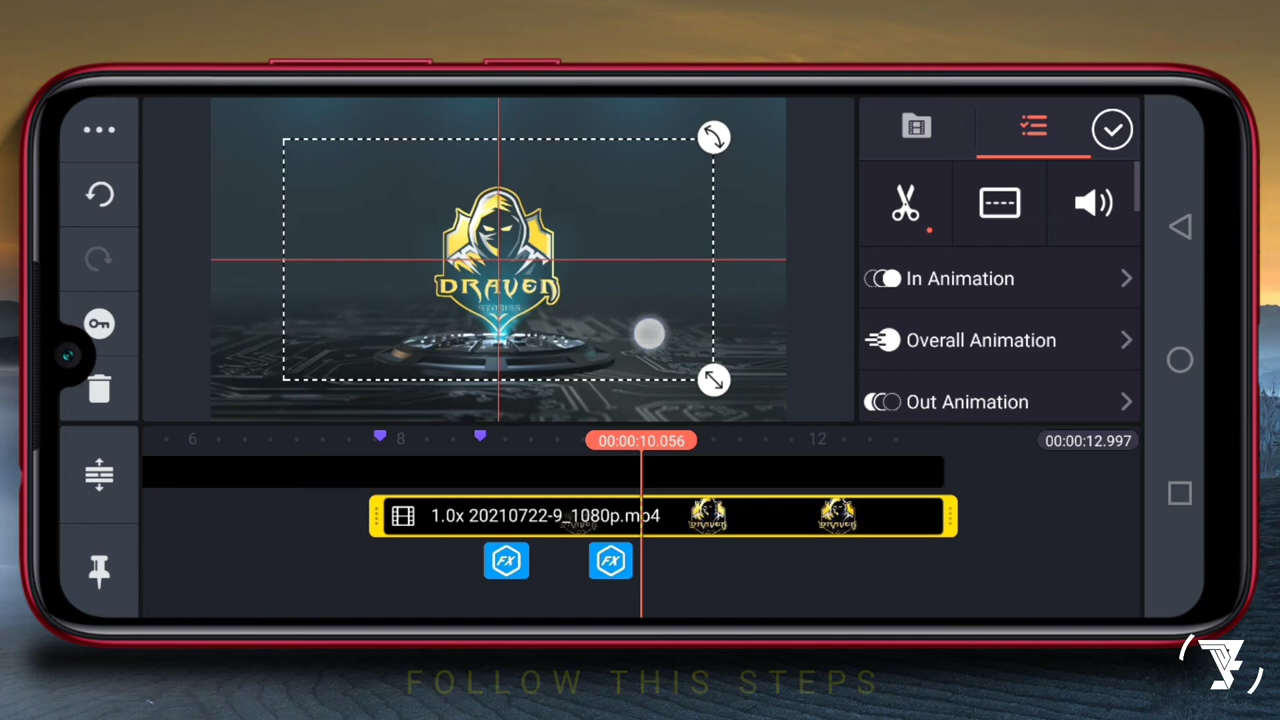 DRAVEN
STORIES
In Animation
Overall Animation
Out Animation
6
8
00:00:10.056
12
00:00:12.997
1.0x 20210722-9_1080p.mp4
FX
FX
FOLLOW THIS STEPS